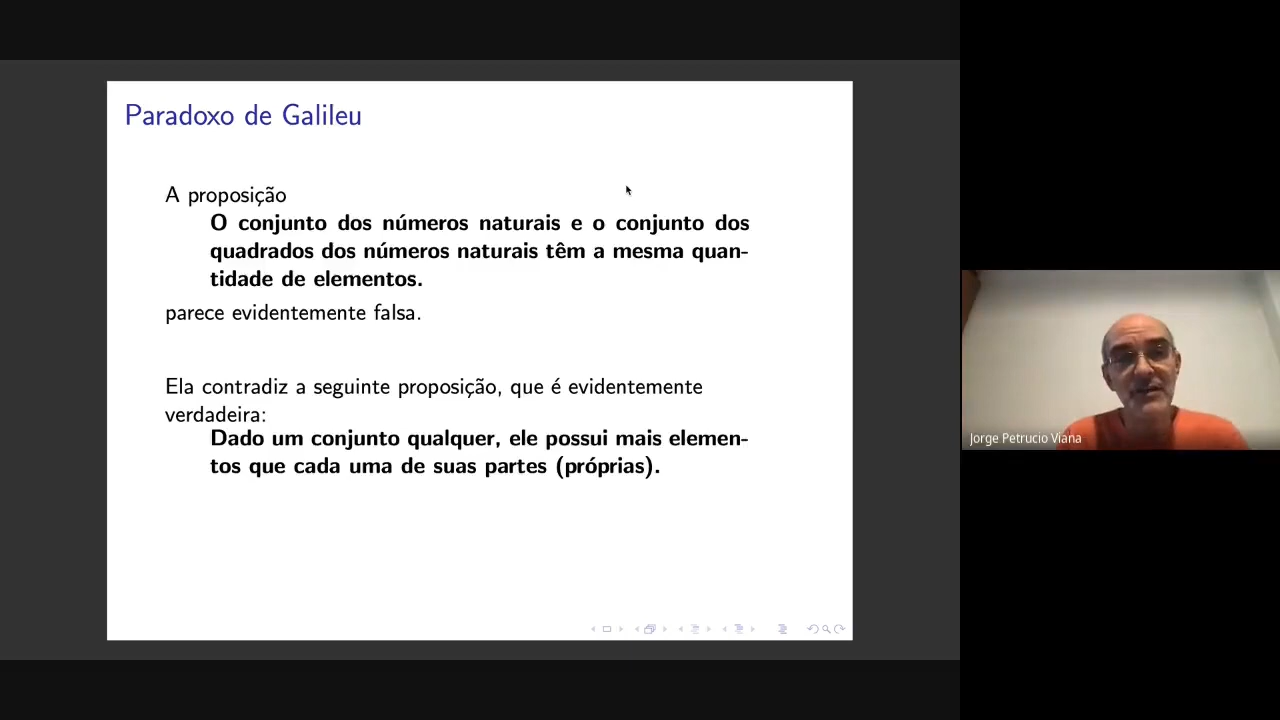 Paradoxo de Galileu
A proposição
O conjunto dos números naturais e o conjunto dos
quadrados dos números naturais têm a mesma quan-
tidade de elementos.
parece evidentemente falsa.
Ela contradiz a seguinte proposição, que é evidentemente
verdadeira:
Dado um conjunto qualquer, ele possui mais elemen-
tos que cada uma de suas partes (próprias).
Jorge Petrucio Viana